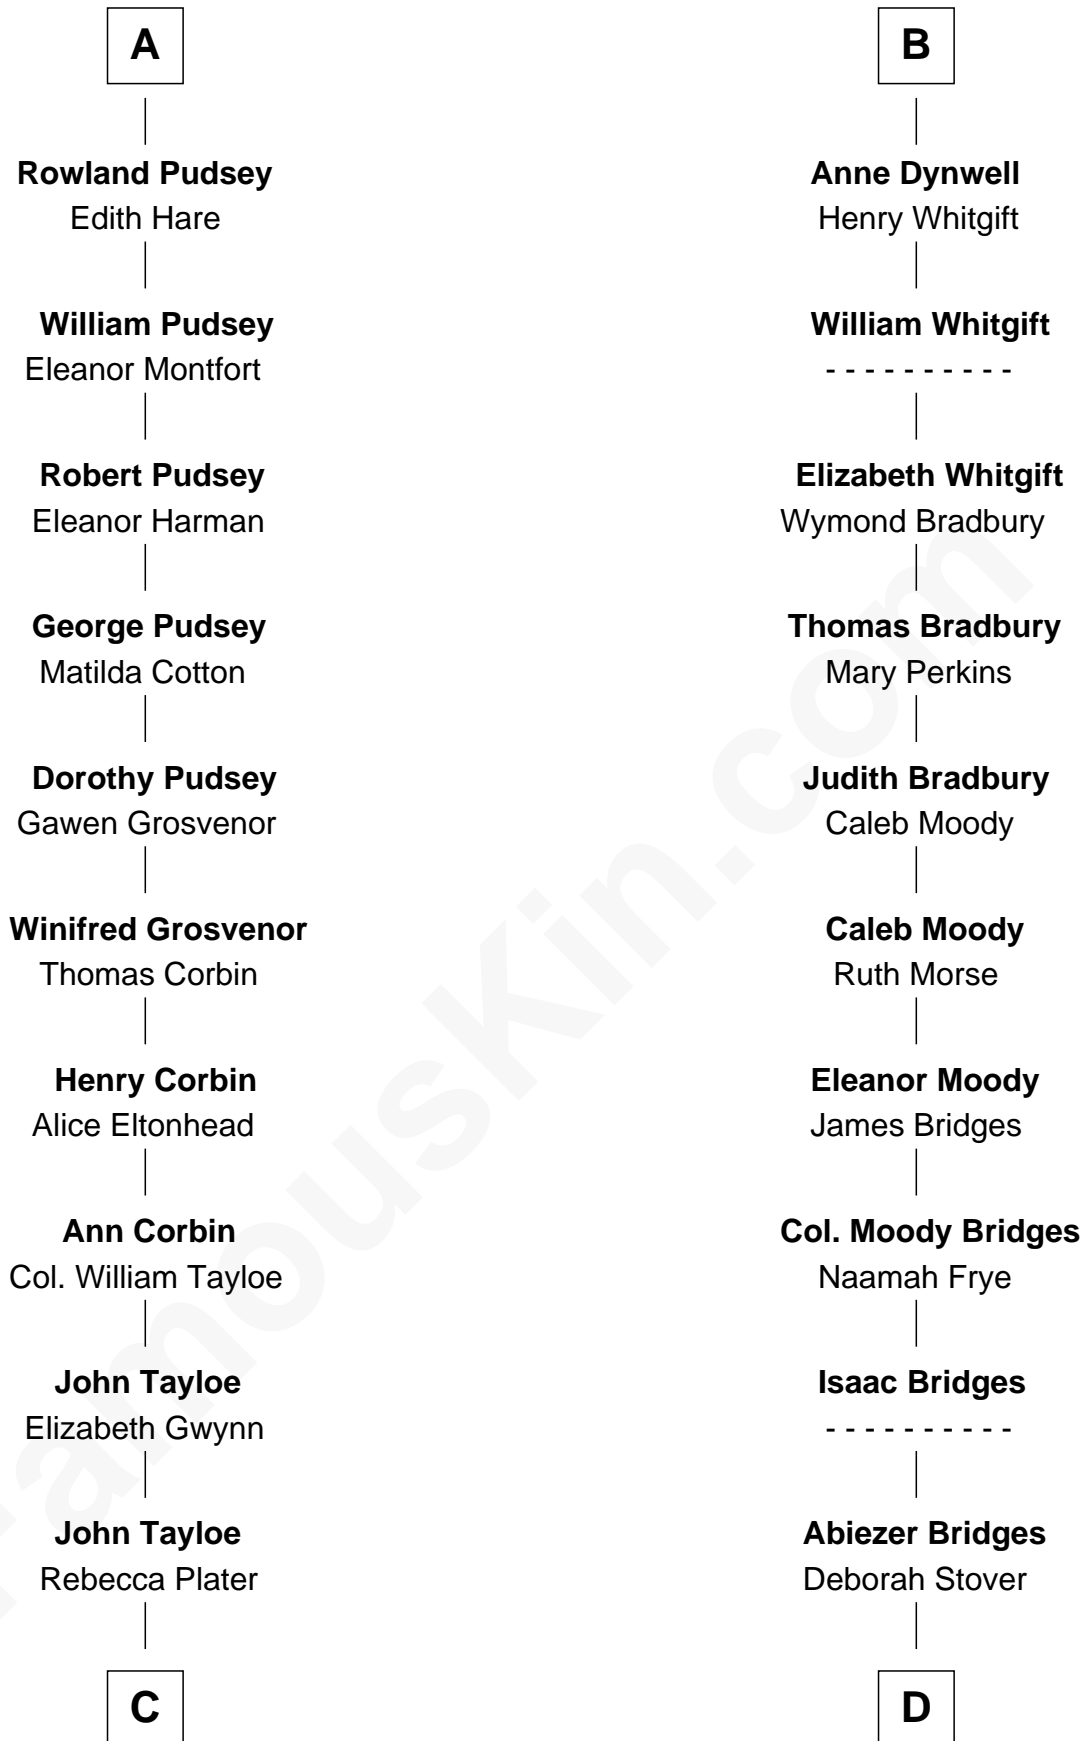 A
Rowland Pudsey
Edith Hare
William Pudsey
Eleanor Montfort
Robert Pudsey
Eleanor Harman
George Pudsey
Matilda Cotton
Dorothy Pudsey
Gawen Grosvenor
Winifred Grosvenor
Thomas Corbin
Henry Corbin
Alice Eltonhead
Ann Corbin
Col. William Tayloe
John Tayloe
Elizabeth Gwynn
John Tayloe
Rebecca Plater
C
B
Anne Dynwell
Henry Whitgift
William Whitgift
- - - - - - - - - -
Elizabeth Whitgift
Wymond Bradbury
Thomas Bradbury
Mary Perkins
Judith Bradbury
Caleb Moody
Caleb Moody
Ruth Morse
Eleanor Moody
James Bridges
Col. Moody Bridges
Naamah Frye
Isaac Bridges
- - - - - - - - - -
Abiezer Bridges
Deborah Stover
D
FamousKin.com